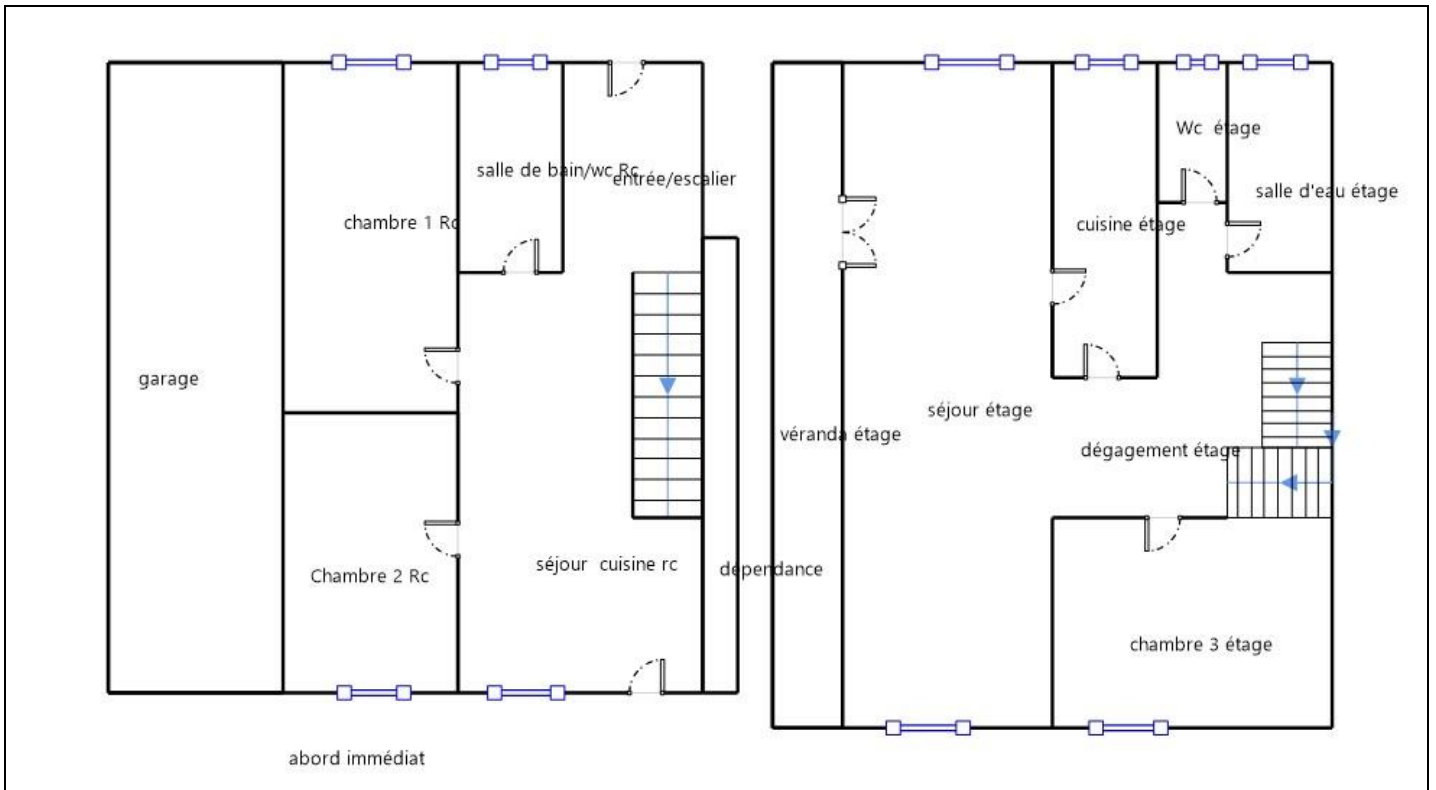 salle de bain/wc Rc
entrée/escalier
chambre 1 Rc
garage
Chambre 2 Rc
séjour cuisine rc
dépendance
abord immédiat
Wc étage
salle d'eau étage
cuisine étage
séjour étage
véranda étage
dégagement étage
chambre 3 étage